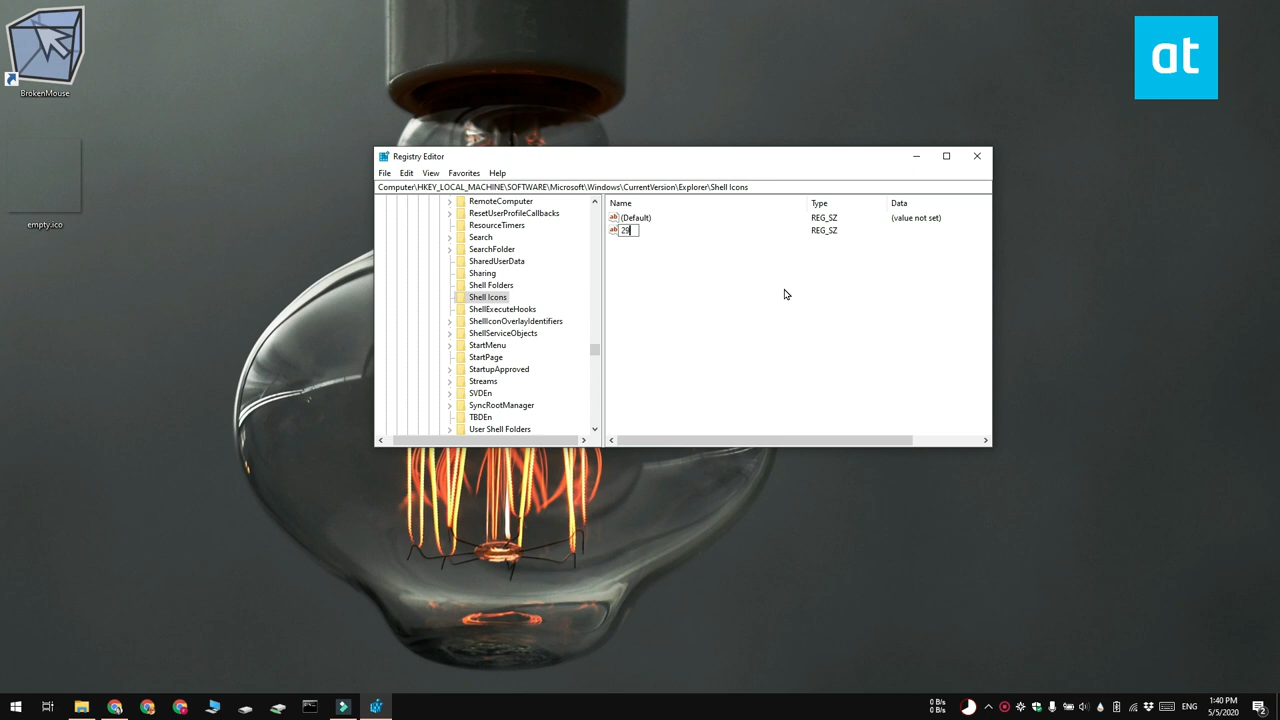 BrokenMouse
empty.ico
at
Registry Editor
File Edit View Favorites Help
Computer\HKEY_LOCAL_MACHINE\SOFTWARE\Microsoft\Windows\CurrentVersion\Explorer\Shell Icons
RemoteComputer
ResetUserProfileCallbacks
ResourceTimers
Search
SearchFolder
SharedUserData
Sharing
Shell Folders
Shell Icons
ShellExecuteHooks
ShellIconOverlayIdentifiers
ShellServiceObjects
StartMenu
StartPage
StartupApproved
Streams
SVDEn
SyncRootManager
TBDEn
User Shell Folders
Name Type Data
ab (Default) REG_SZ (value not set)
ab 29 REG_SZ
0 B/s
0 B/s
ENG
1:40 PM
5/5/2020
2